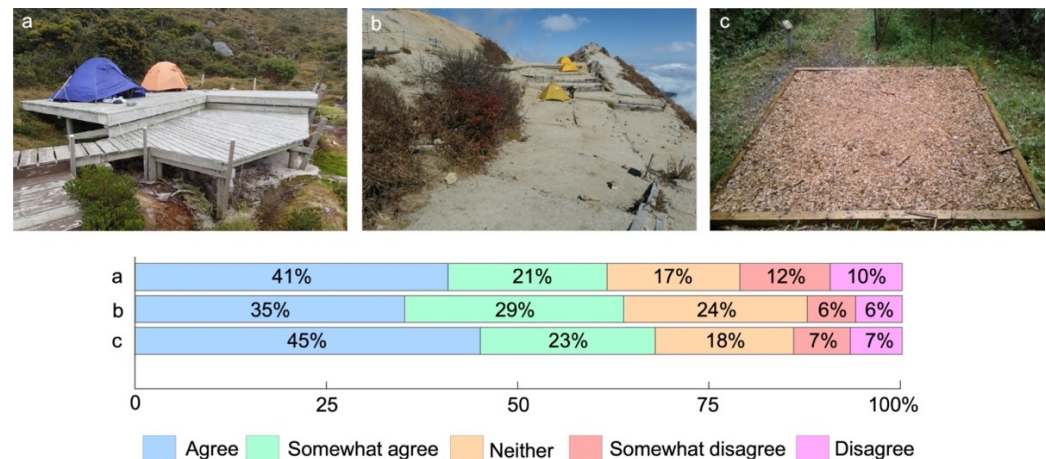 a
b
c
a 41% 21% 17% 12% 10%
b 35% 29% 24% 6% 6%
c 45% 23% 18% 7% 7%
0 25 50 75 100%
Agree Somewhat agree Neither Somewhat disagree Disagree